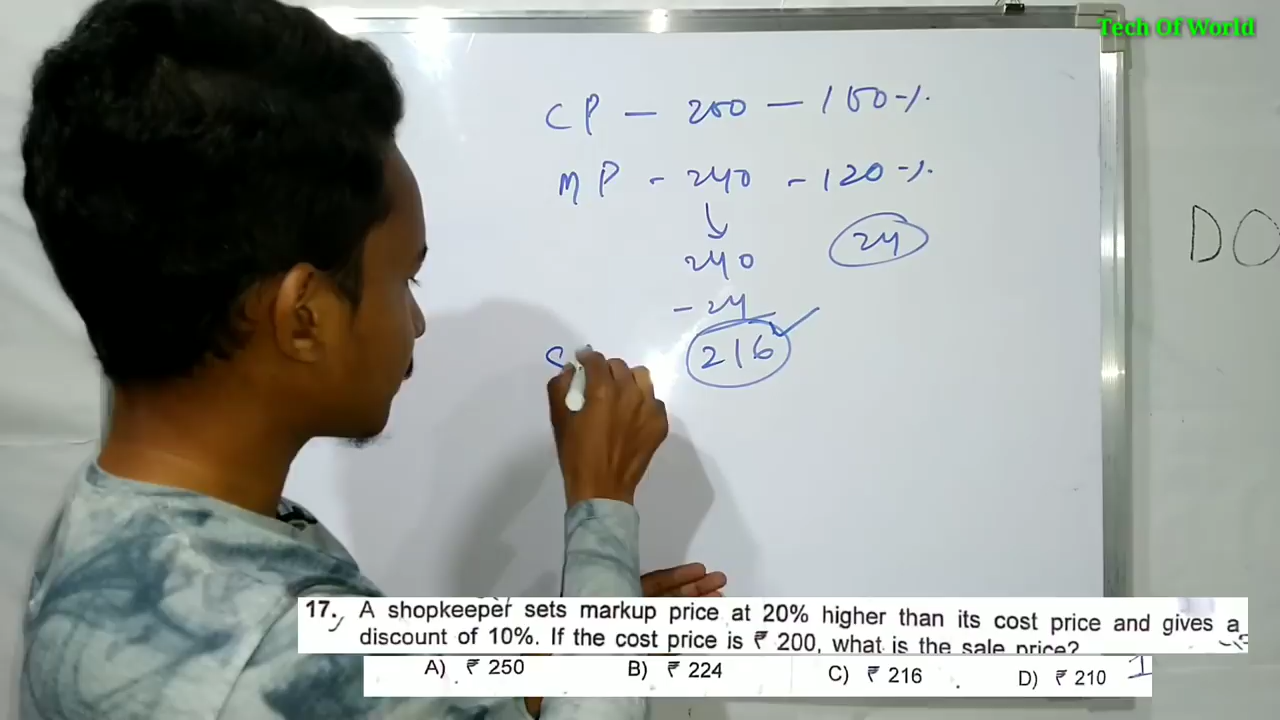 Tech Of World
CP - 200 - 100%
MP - 240 - 120%
240
24
- 24
216
DO
17. A shopkeeper sets markup price at 20% higher than its cost price and gives a
discount of 10%. If the cost price is ₹ 200, what is the sale price?
A) ₹ 250 B) ₹ 224 C) ₹ 216 D) ₹ 210